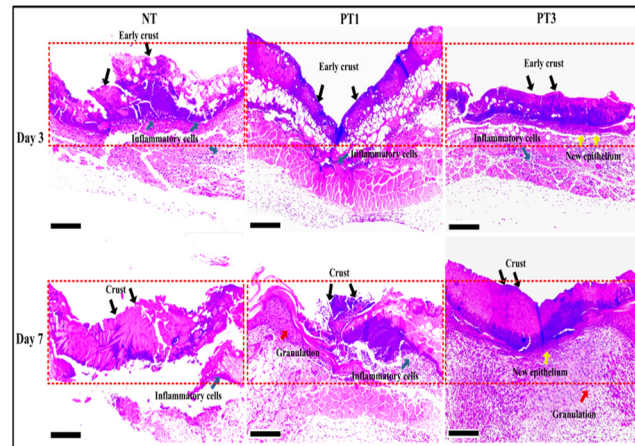 NT
PT1
PT3
Day 3
Early crust
Inflammatory cells
Early crust
Inflammatory cells
Early crust
Inflammatory cells
New epithelium
Day 7
Crust
Inflammatory cells
Crust
Granulation
Inflammatory cells
Crust
New epithelium
Granulation